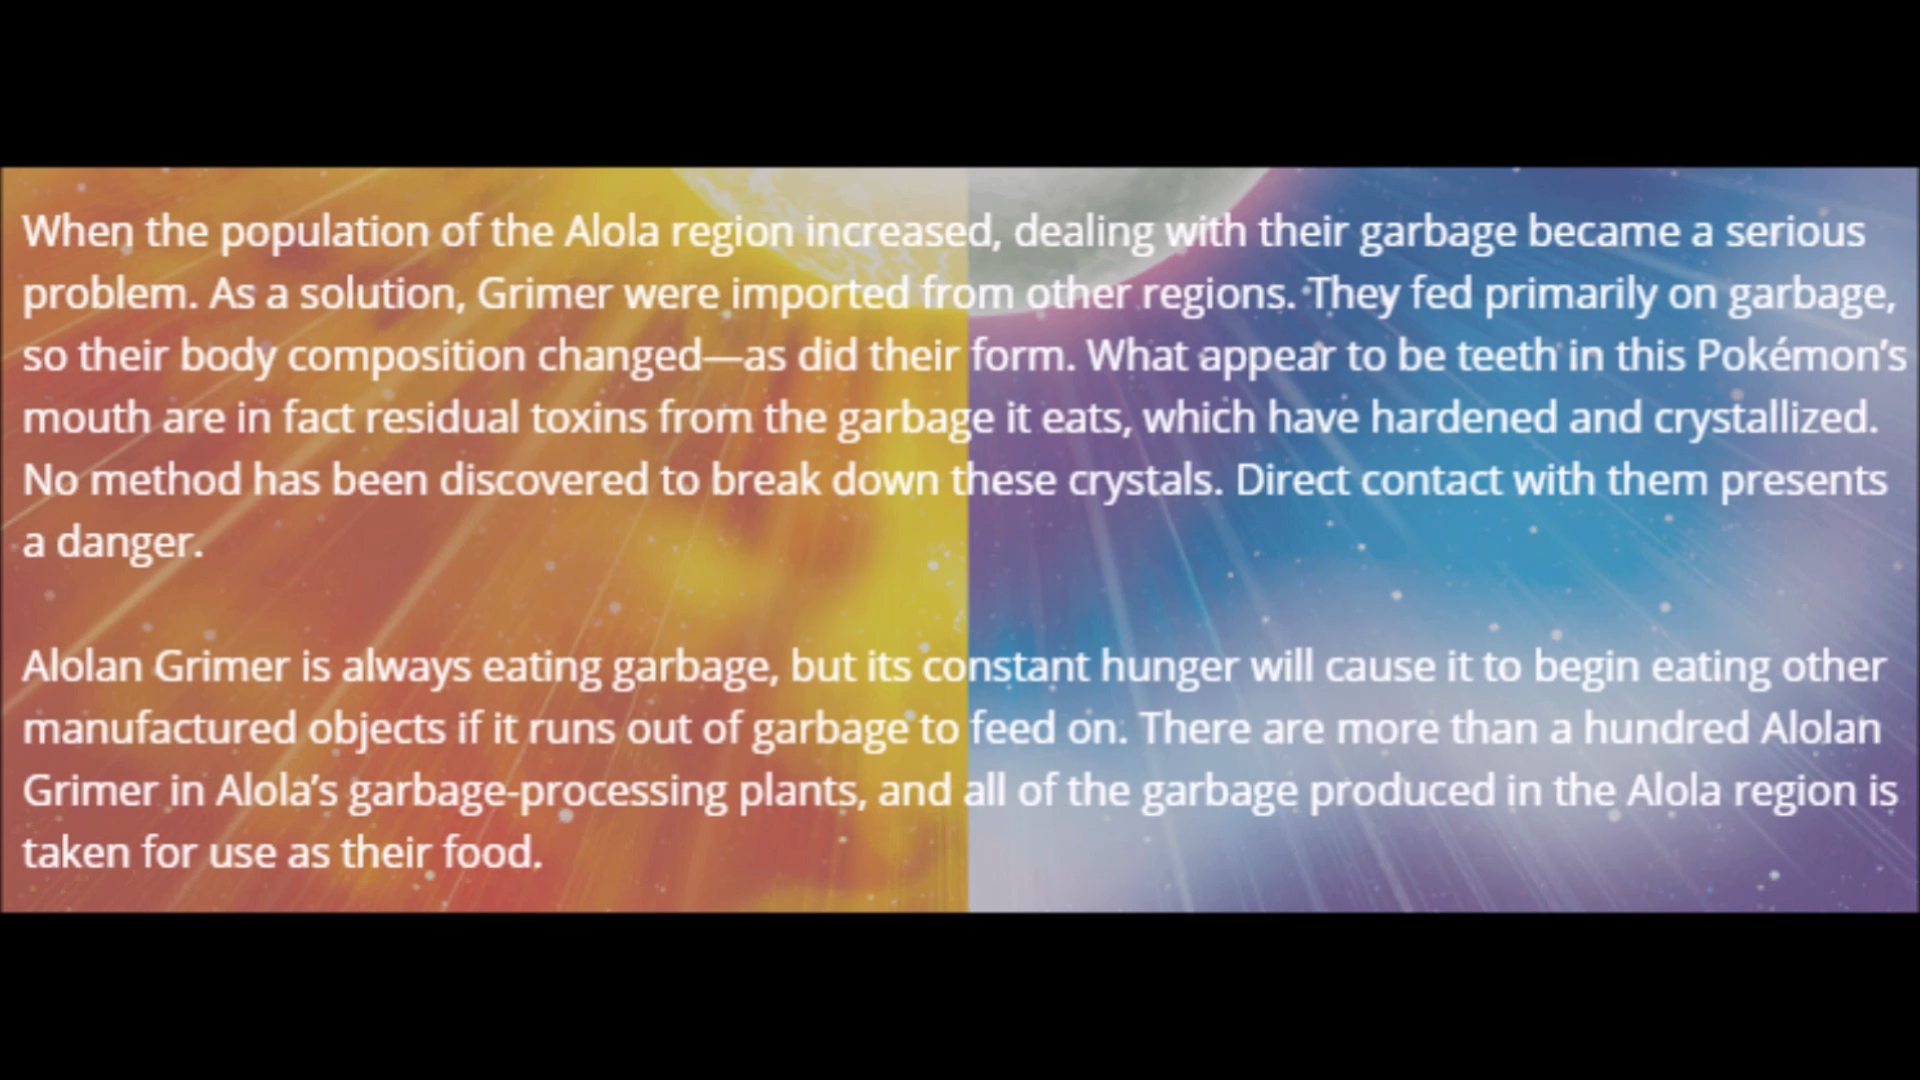 When the population of the Alola region increased, dealing with their garbage became a serious
problem. As a solution, Grimer were imported from other regions. They fed primarily on garbage,
so their body composition changed—as did their form. What appear to be teeth in this Pokémon’s
mouth are in fact residual toxins from the garbage it eats, which have hardened and crystallized.
No method has been discovered to break down these crystals. Direct contact with them presents
a danger.
Alolan Grimer is always eating garbage, but its constant hunger will cause it to begin eating other
manufactured objects if it runs out of garbage to feed on. There are more than a hundred Alolan
Grimer in Alola’s garbage-processing plants, and all of the garbage produced in the Alola region is
taken for use as their food.